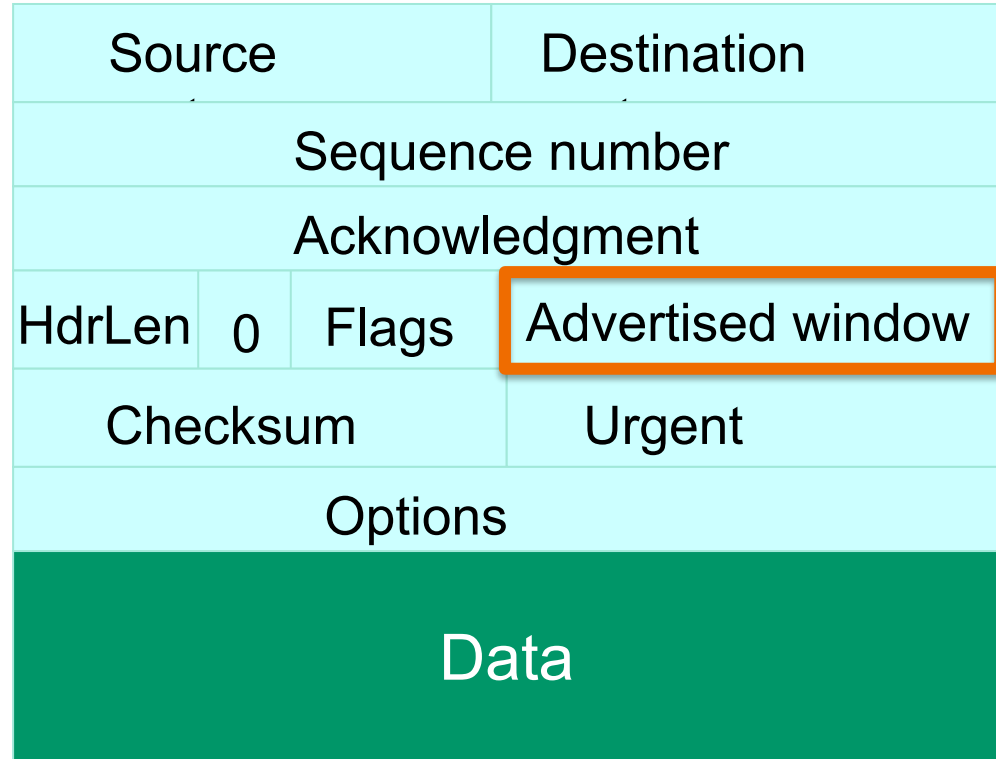 Source
Destination
Sequence number
Acknowledgment
HdrLen 0 Flags Advertised window
Checksum
Urgent
Options
Data